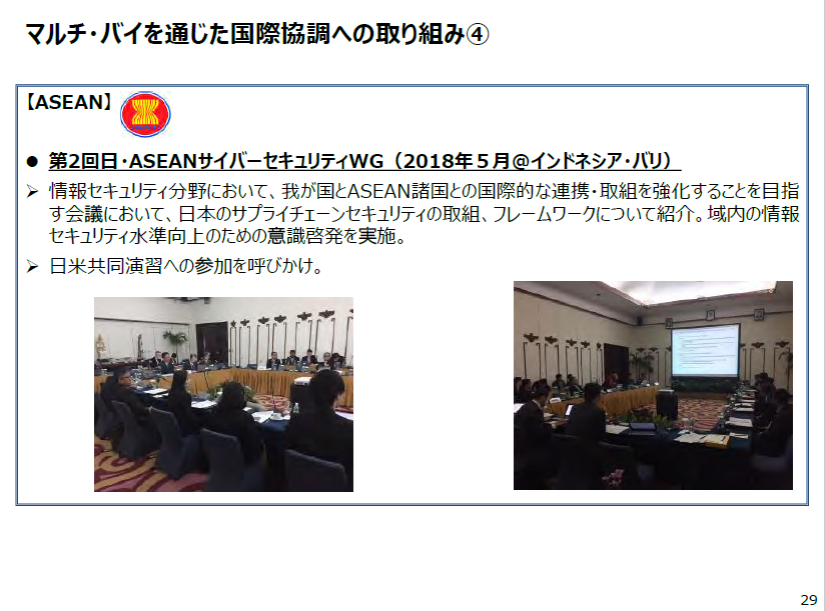 マルチ・バイを通じた国際協調への取り組み④
【ASEAN】
● 第2回日・ASEANサイバーセキュリティWG（2018年５月@インドネシア・バリ）
➢ 情報セキュリティ分野において、我が国とASEAN諸国との国際的な連携・取組を強化することを目指
す会議において、日本のサプライチェーンセキュリティの取組、フレームワークについて紹介。域内の情報
セキュリティ水準向上のための意識啓発を実施。
➢ 日米共同演習への参加を呼びかけ。
29